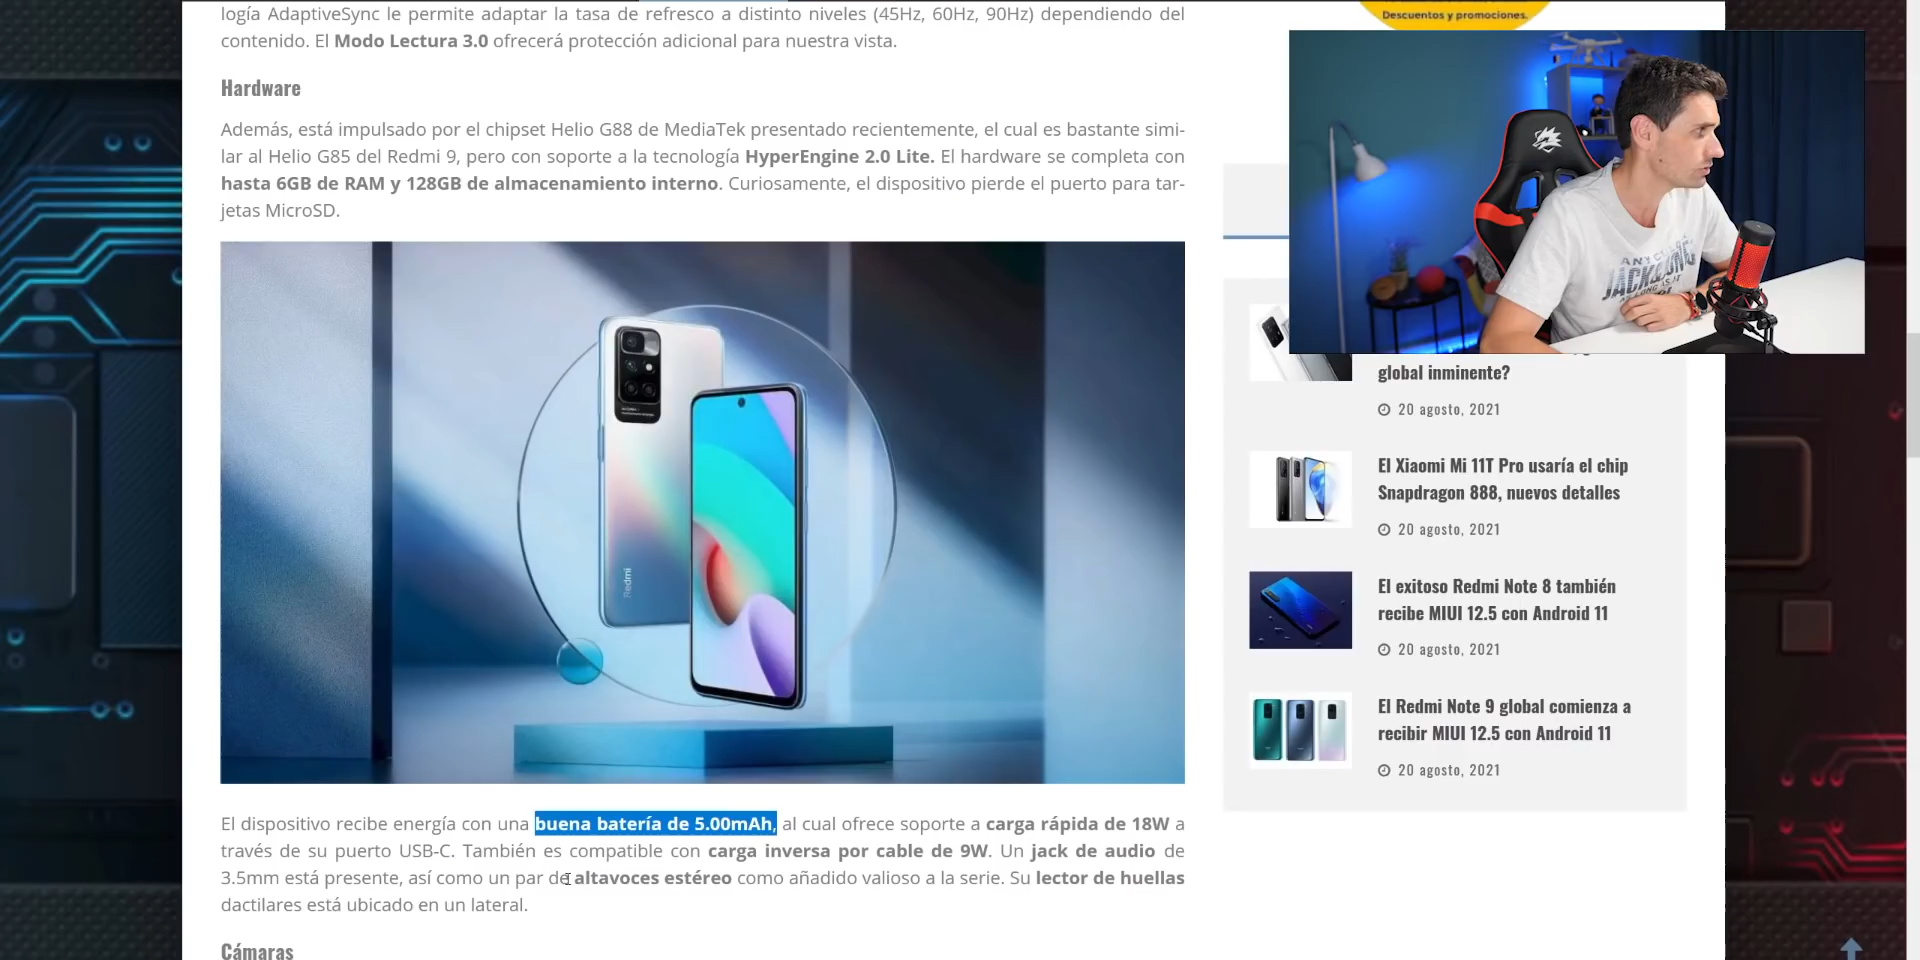 Descuentos y promociones.
logía AdaptiveSync le permite adaptar la tasa de refresco a distinto niveles (45Hz, 60Hz, 90Hz) dependiendo del
contenido. El Modo Lectura 3.0 ofrecerá protección adicional para nuestra vista.
Hardware
Además, está impulsado por el chipset Helio G88 de MediaTek presentado recientemente, el cual es bastante simi-
lar al Helio G85 del Redmi 9, pero con soporte a la tecnología HyperEngine 2.0 Lite. El hardware se completa con
hasta 6GB de RAM y 128GB de almacenamiento interno. Curiosamente, el dispositivo pierde el puerto para tar-
jetas MicroSD.
Redmi
El dispositivo recibe energía con una buena batería de 5.00mAh, al cual ofrece soporte a carga rápida de 18W a
través de su puerto USB-C. También es compatible con carga inversa por cable de 9W. Un jack de audio de
3.5mm está presente, así como un par de altavoces estéreo como añadido valioso a la serie. Su lector de huellas
dactilares está ubicado en un lateral.
Cámaras
JACK&JONES
global inminente?
20 agosto, 2021
El Xiaomi Mi 11T Pro usaría el chip
Snapdragon 888, nuevos detalles
20 agosto, 2021
El exitoso Redmi Note 8 también
recibe MIUI 12.5 con Android 11
20 agosto, 2021
El Redmi Note 9 global comienza a
recibir MIUI 12.5 con Android 11
20 agosto, 2021